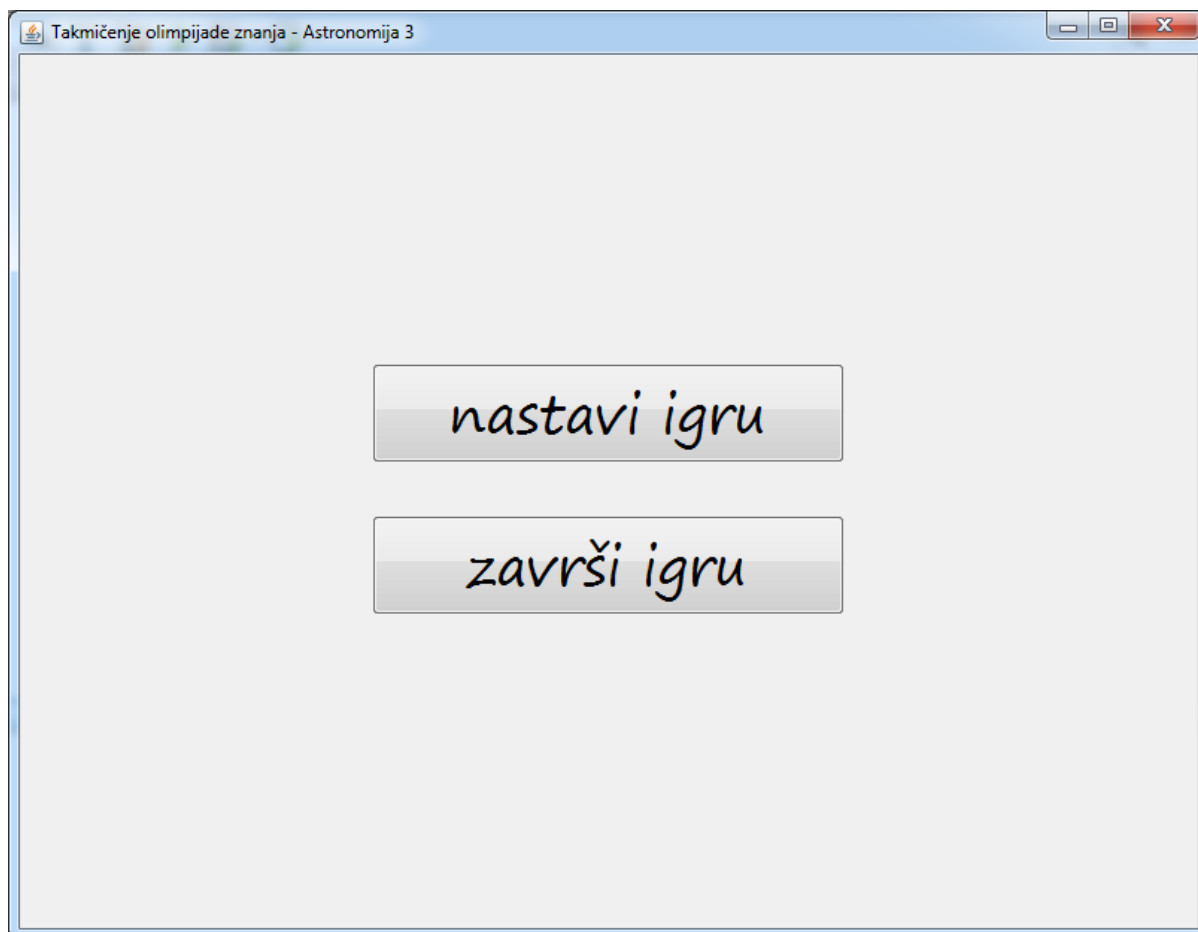 Takmičenje olimpijade znanja - Astronomija 3
nastavi igru
završi igru